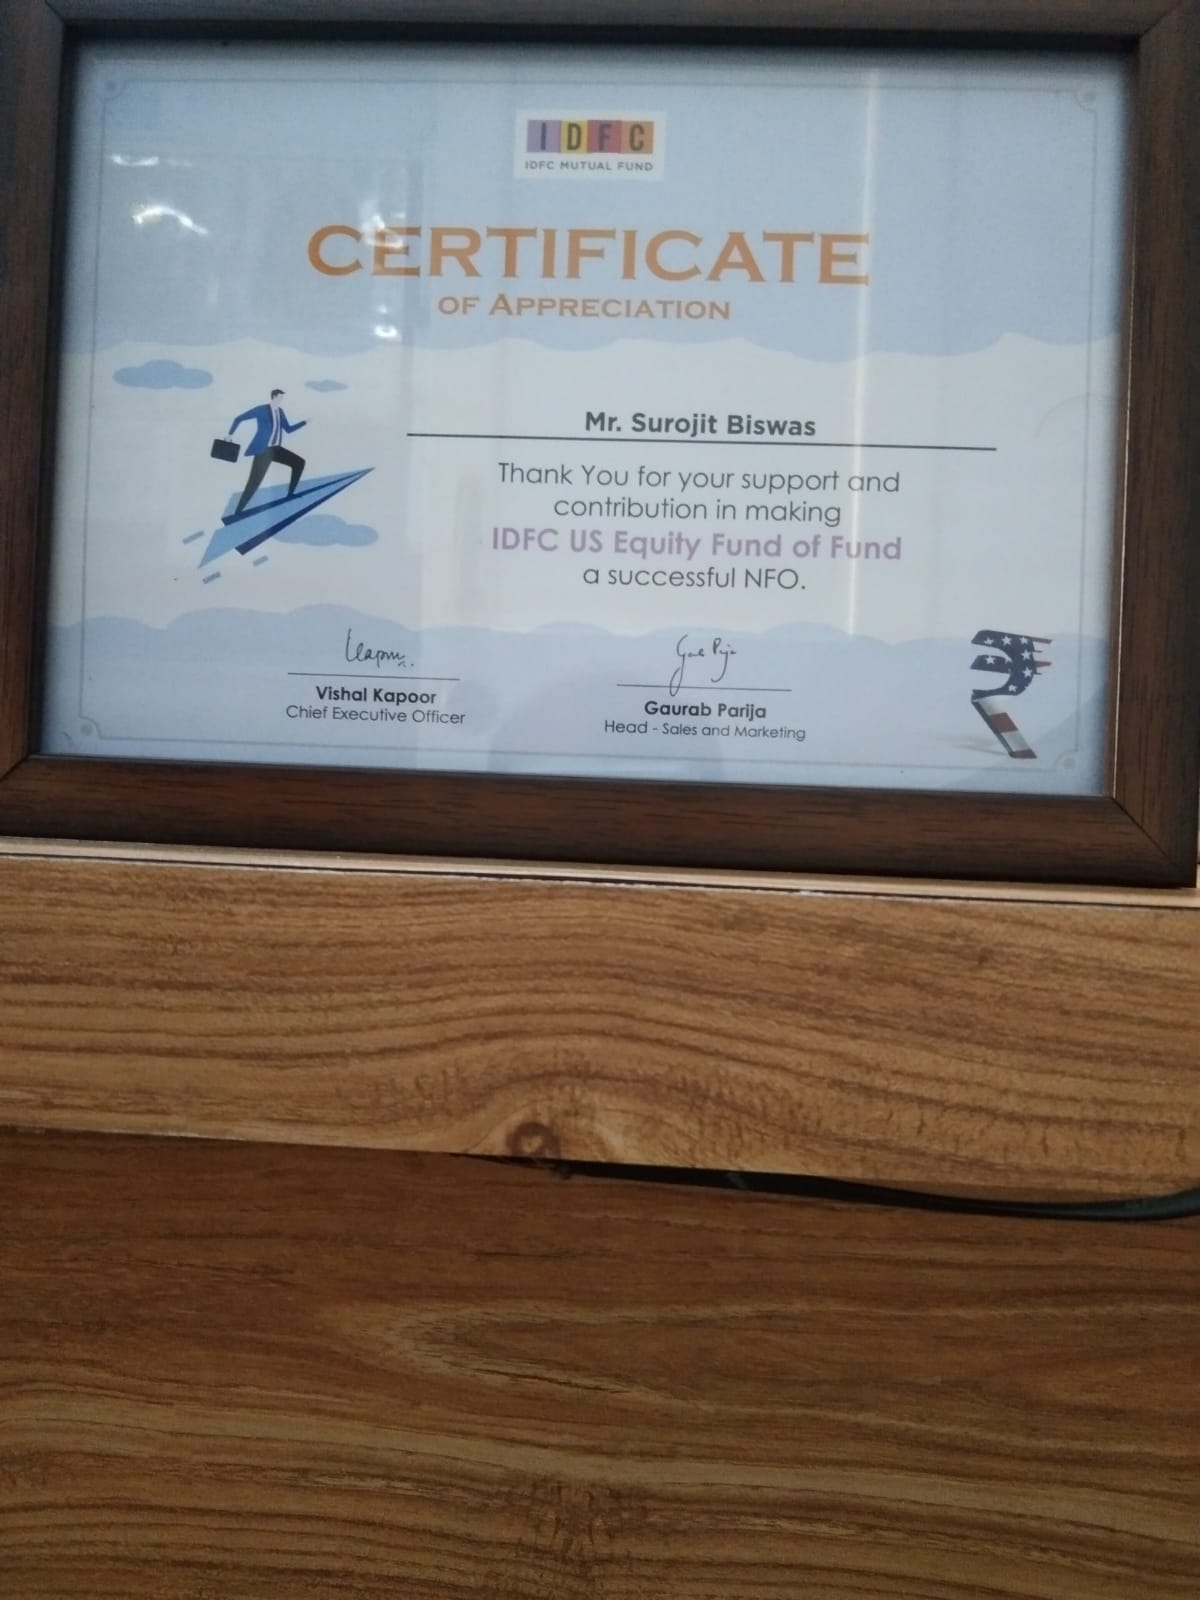 IDFC
IDFC MUTUAL FUND
CERTIFICATE
OF APPRECIATION
Mr. Surojit Biswas
Thank You for your support and
contribution in making
IDFC US Equity Fund of Fund
a successful NFO.
Vishal Kapoor
Chief Executive Officer
Gaurab Parija
Head - Sales and Marketing